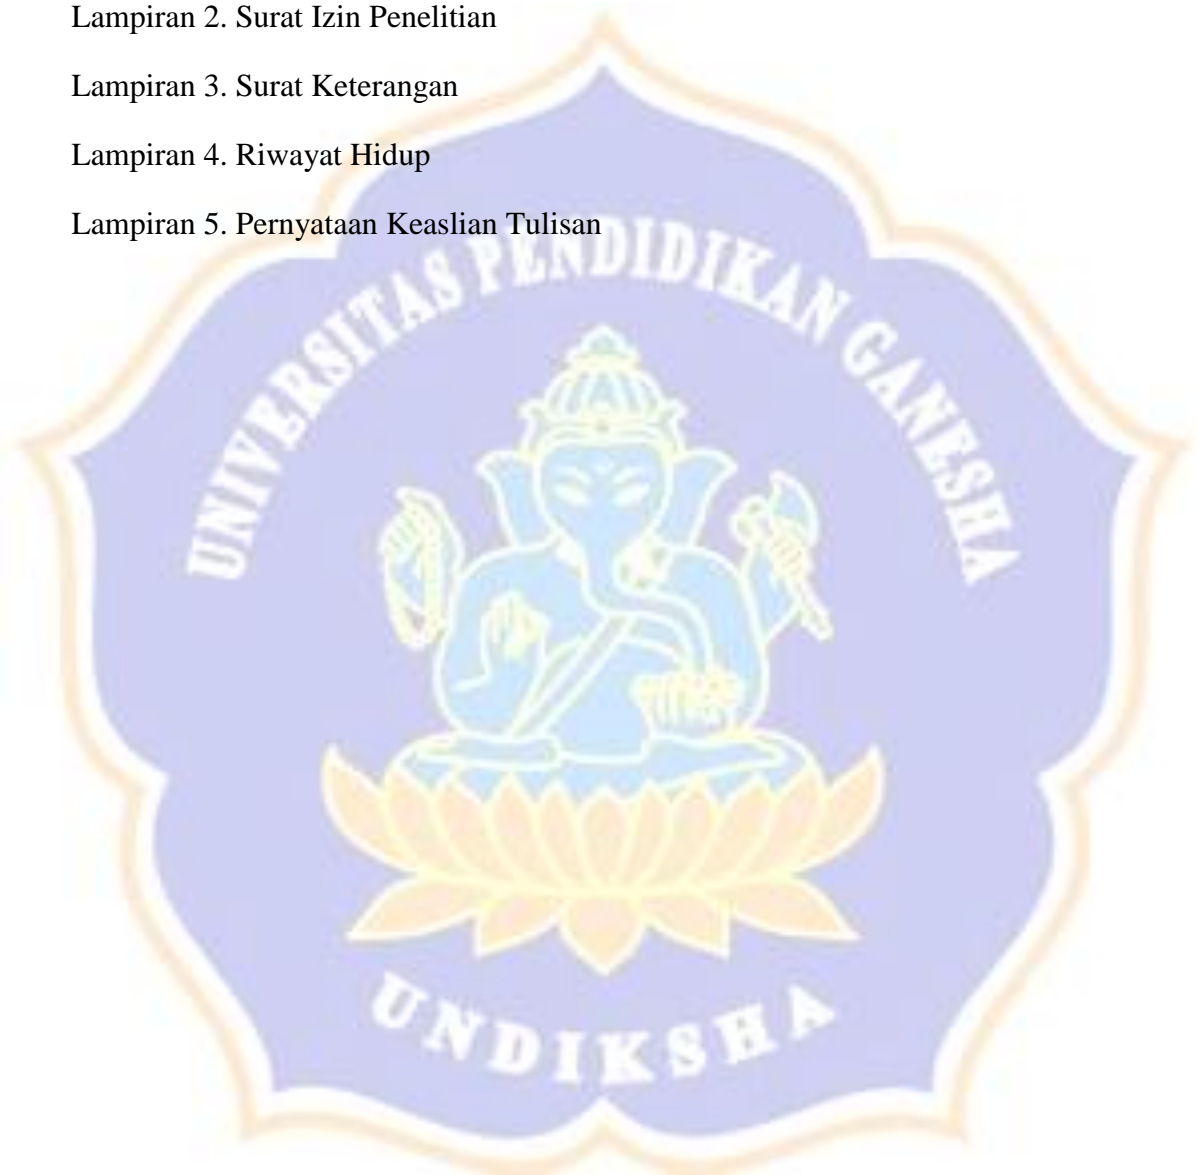 Lampiran 2. Surat Izin Penelitian
Lampiran 3. Surat Keterangan
Lampiran 4. Riwayat Hidup
Lampiran 5. Pernyataan Keaslian Tulisan
UNIVERSITAS PENDIDIKAN GANESHA
UNDIKSHA